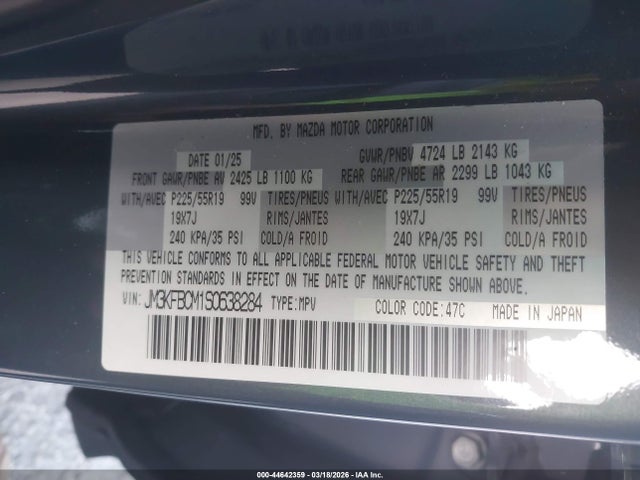 MFD. BY MAZDA MOTOR CORPORATION
DATE 01/25 GVWR/PNBV 4724 LB 2143 KG
FRONT GAWR/PNBE AV 2425 LB 1100 KG REAR GAWR/PNBE AR 2299 LB 1043 KG
WITH/AVEC P225/55R19 99V TIRES/PNEUS WITH/AVEC P225/55R19 99V TIRES/PNEUS
19X7J RIMS/JANTES 19X7J RIMS/JANTES
240 KPA/35 PSI COLD/A FROID 240 KPA/35 PSI COLD/A FROID
THIS VEHICLE CONFORMS TO ALL APPLICABLE FEDERAL MOTOR VEHICLE SAFETY AND THEFT
PREVENTION STANDARDS IN EFFECT ON THE DATE OF MANUFACTURE SHOWN ABOVE.
VIN: JM3KFBCM1S0638284 TYPE:MPV COLOR CODE:47C MADE IN JAPAN
000-44642359 - 03/18/2026 - IAA Inc.